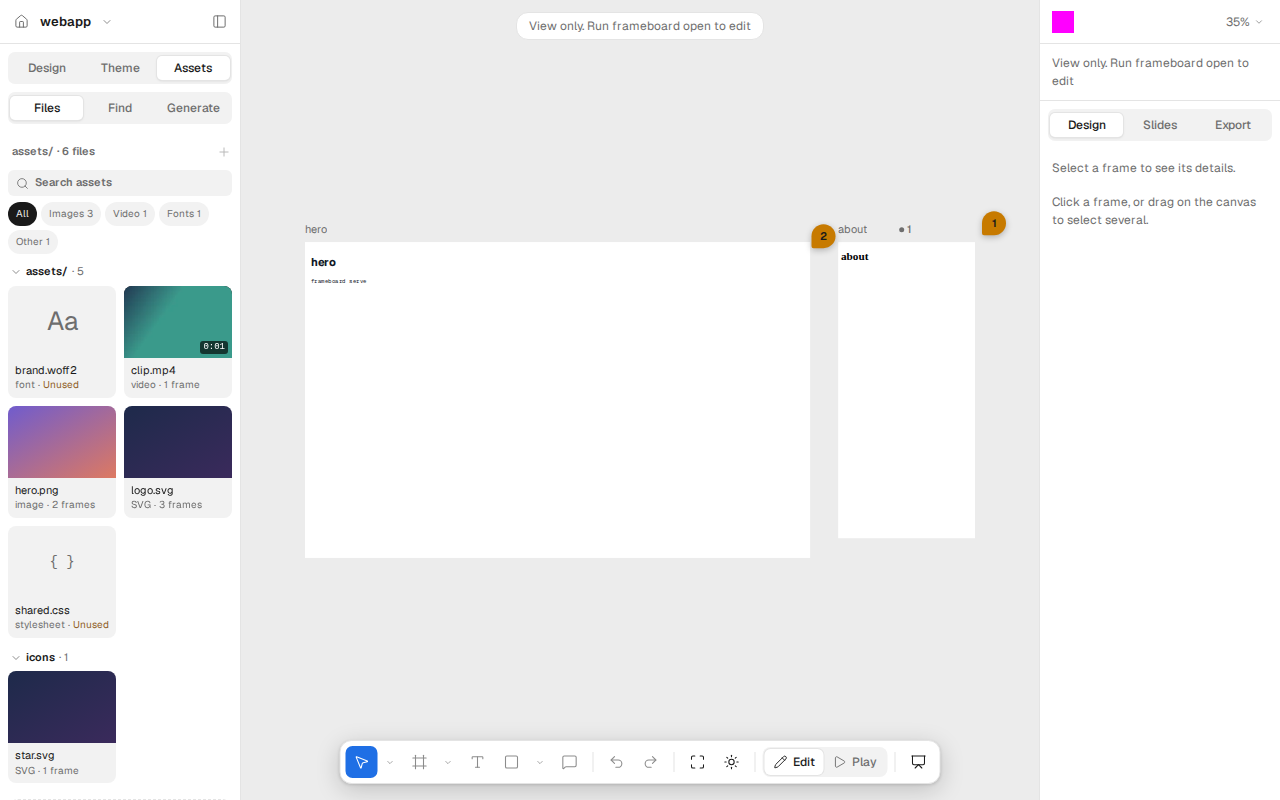 webapp
View only. Run frameboard open to edit
35%
Design
Theme
Assets
Files
Find
Generate
assets/ · 6 files
Search assets
All
Images 3
Video 1
Fonts 1
Other 1
assets/ · 5
Aa
brand.woff2
font · Unused
0:01
clip.mp4
video · 1 frame
hero.png
image · 2 frames
logo.svg
SVG · 3 frames
{ }
shared.css
stylesheet · Unused
icons · 1
star.svg
SVG · 1 frame
hero
2
about
1
1
hero
frameboard serve
about
Edit
Play
View only. Run frameboard open to
edit
Design
Slides
Export
Select a frame to see its details.
Click a frame, or drag on the canvas
to select several.